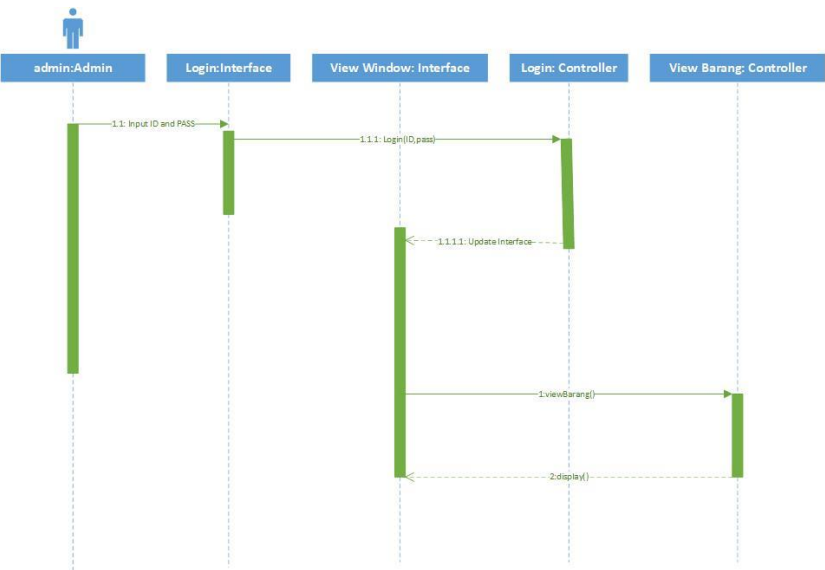 admin:Admin
Login:Interface
View Window: Interface
Login: Controller
View Barang: Controller
1.1: Input ID and PASS
1.1.1: Login(ID,pass)
1.1.1.1: Update Interface
1:viewBarang()
2:display()